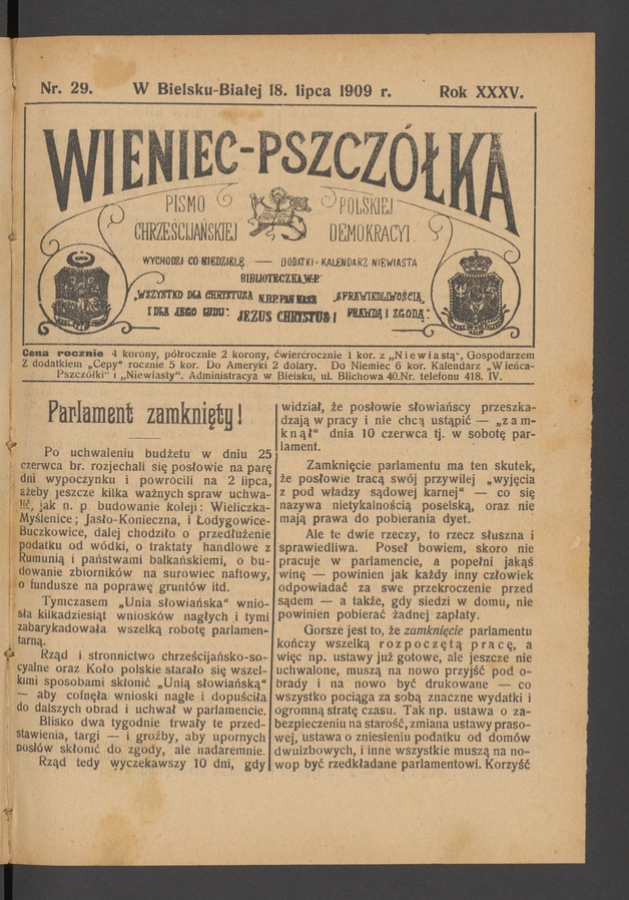 Nr. 29. W Bielsku-Białej 18. lipca 1909 r. Rok XXXV.
WIENIEC-PSZCZÓŁKA
PISMO POLSKIEJ
CHRZEŚCIJAŃSKIEJ DEMOKRACYI
WYCHODZI CO NIEDZIELĘ — DODATKI - KALENDARZ NIEWIASTA
BIBLIOTECZKA W-P
„WSZYSTKO DLA CHRYSTUSA N.B.P. PAN NASZ „SPRAWIEDLIWOŚCIĄ,
I DLA JEGO LUDU". JEZUS CHRYSTUS! PRAWDĄ I ZGODĄ."
Cena rocznie 4 korony, półrocznie 2 korony, ćwierćrocznie 1 kor. z „Niewiastą", Gospodarzem
Z dodatkiem „Cepy" rocznie 5 kor. Do Ameryki 2 dolary. Do Niemiec 6 kor. Kalendarz „Wieńca-
Pszczółki" i „Niewiasty". Administracya w Bielsku, ul. Blichowa 40. Nr. telefonu 418. IV.
Parlament zamknięty!
Po uchwaleniu budżetu w dniu 25
czerwca br. rozjechali się posłowie na parę
dni wypoczynku i powrócili na 2 lipca,
ażeby jeszcze kilka ważnych spraw uchwa-
lić, jak n. p. budowanie koleji: Wieliczka-
Myślenice; Jasło-Konieczna, i Łodygowice-
Buczkowice, dalej chodziło o przedłużenie
podatku od wódki, o traktaty handlowe z
Rumunią i państwami bałkańskiemi, o bu-
dowanie zbiorników na surowiec naftowy,
o fundusze na poprawę gruntów itd.
Tymczasem „Unia słowiańska" wnio-
sła kilkadziesiąt wniosków nagłych i tymi
zabarykadowała wszelką robotę parlamen-
tarną.
Rząd i stronnictwo chrześcijańsko-so-
cyalne oraz Koło polskie starało się wszel-
kimi sposobami skłonić „Unią słowiańską"
— aby cofnęła wnioski nagłe i dopuściła
do dalszych obrad i uchwał w parlamencie.
Blisko dwa tygodnie trwały te przed-
stawienia, targi — i groźby, aby upornych
posłów skłonić do zgody, ale nadaremnie.
Rząd tedy wyczekawszy 10 dni, gdy
widział, że posłowie słowiańscy przeszka-
dzają w pracy i nie chcą ustąpić — „zam-
knął" dnia 10 czerwca tj. w sobotę par-
lament.
Zamknięcie parlamentu ma ten skutek,
że posłowie tracą swój przywilej „wyjęcia
z pod władzy sądowej karnej" — co się
nazywa nietykalnością poselską, oraz nie
mają prawa do pobierania dyet.
Ale te dwie rzeczy, to rzecz słuszna i
sprawiedliwa. Poseł bowiem, skoro nie
pracuje w parlamencie, a popełni jakąś
winę — powinien jak każdy inny człowiek
odpowiadać za swe przekroczenie przed
sądem — a także, gdy siedzi w domu, nie
powinien pobierać żadnej zapłaty.
Gorsze jest to, że zamknięcie parlamentu
kończy wszelką rozpoczętą pracę, a
więc np. ustawy już gotowe, ale jeszcze nie
uchwalone, muszą na nowo przyjść pod o-
brady i na nowo być drukowane — co
wszystko pociąga za sobą znaczne wydatki i
ogromną stratę czasu. Tak np. ustawa o za-
bezpieczeniu na starość, zmiana ustawy praso-
wej, ustawa o zniesieniu podatku od domów
dwuizbowych, i inne wszystkie muszą na no-
wop być rzedkładane parlamentowi. Korzyść